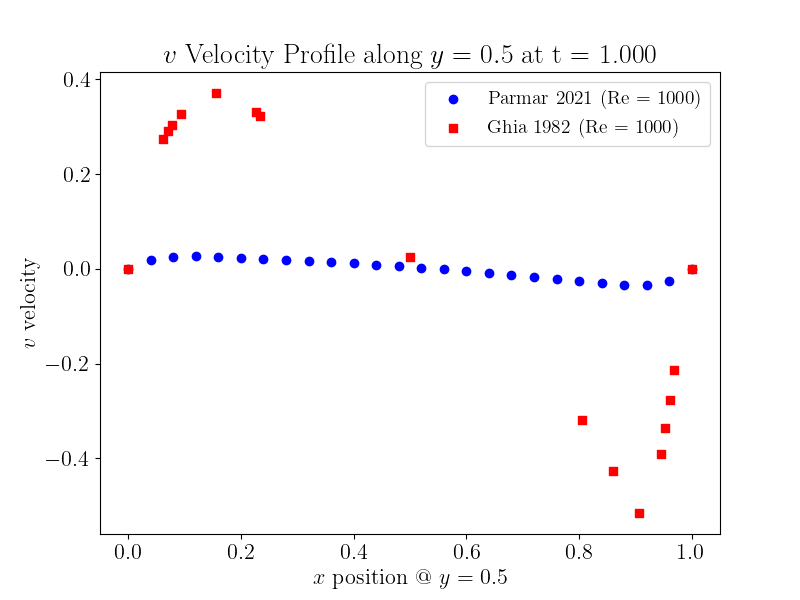 v Velocity Profile along y = 0.5 at t = 1.000
Parmar 2021 (Re = 1000)
Ghia 1982 (Re = 1000)
0.4
0.2
0.0
−0.2
−0.4
v velocity
0.0 0.2 0.4 0.6 0.8 1.0
x position @ y = 0.5